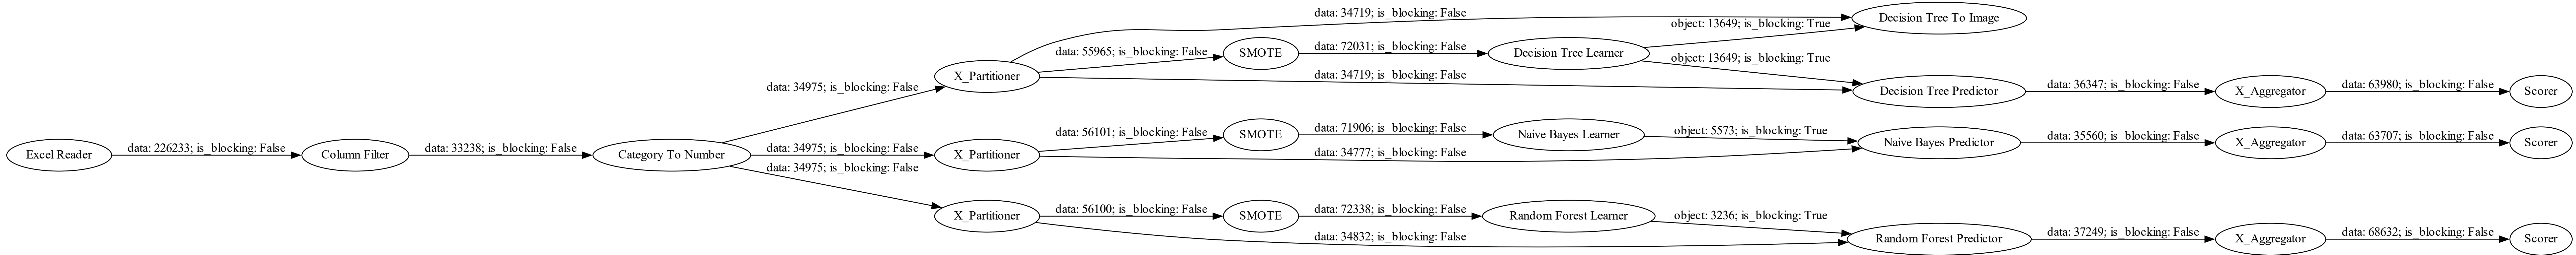 data: 34719; is_blocking: False
Decision Tree To Image
object: 13649; is_blocking: True
data: 55965; is_blocking: False
SMOTE
data: 72031; is_blocking: False
Decision Tree Learner
object: 13649; is_blocking: True
X_Partitioner
data: 34719; is_blocking: False
data: 34975; is_blocking: False
Decision Tree Predictor
data: 36347; is_blocking: False
X_Aggregator
data: 63980; is_blocking: False
Scorer
Excel Reader
data: 226233; is_blocking: False
Column Filter
data: 33238; is_blocking: False
Category To Number
data: 34975; is_blocking: False
X_Partitioner
data: 56101; is_blocking: False
SMOTE
data: 71906; is_blocking: False
Naive Bayes Learner
object: 5573; is_blocking: True
data: 34777; is_blocking: False
Naive Bayes Predictor
data: 35560; is_blocking: False
X_Aggregator
data: 63707; is_blocking: False
Scorer
data: 34975; is_blocking: False
X_Partitioner
data: 56100; is_blocking: False
SMOTE
data: 72338; is_blocking: False
Random Forest Learner
object: 3236; is_blocking: True
data: 34832; is_blocking: False
Random Forest Predictor
data: 37249; is_blocking: False
X_Aggregator
data: 68632; is_blocking: False
Scorer